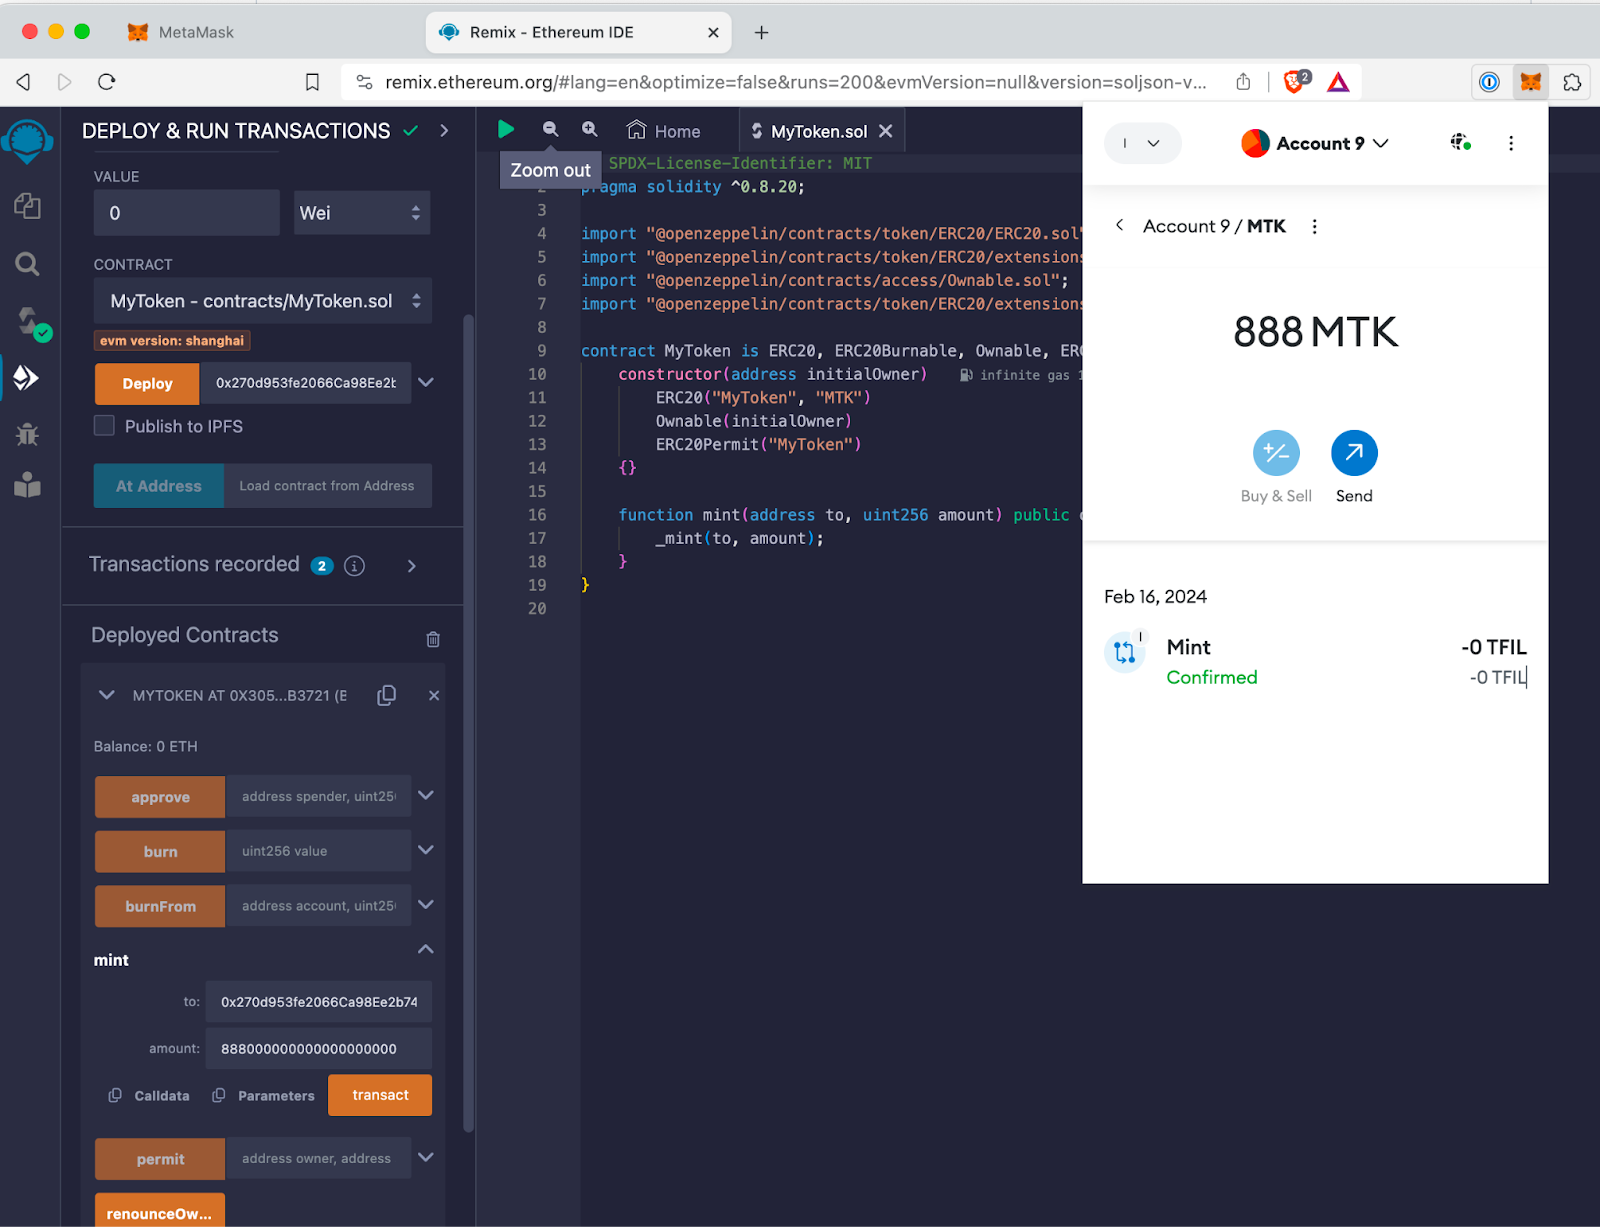 MetaMask
Remix - Ethereum IDE
remix.ethereum.org/#lang=en&optimize=false&runs=200&evmVersion=null&version=soljson-v...
2
DEPLOY & RUN TRANSACTIONS
VALUE
0
Wei
CONTRACT
MyToken - contracts/MyToken.sol
evm version: shanghai
Deploy
0x270d953fe2066Ca98Ee2b
Publish to IPFS
At Address
Load contract from Address
Transactions recorded 2
Deployed Contracts
MYTOKEN AT 0X305...B3721 (B
Balance: 0 ETH
approve
address spender, uint25
burn
uint256 value
burnFrom
address account, uint25
mint
to:
0x270d953fe2066Ca98Ee2b74
amount:
888000000000000000000
Calldata
Parameters
transact
permit
address owner, address
renounceOw...
Home
MyToken.sol
Zoom out
SPDX-License-Identifier: MIT
2 pragma solidity ^0.8.20;
3
4 import "@openzeppelin/contracts/token/ERC20/ERC20.sol"
5 import "@openzeppelin/contracts/token/ERC20/extensions
6 import "@openzeppelin/contracts/access/Ownable.sol";
7 import "@openzeppelin/contracts/token/ERC20/extensions
8
9 contract MyToken is ERC20, ERC20Burnable, Ownable, ERC
10 constructor(address initialOwner) infinite gas 1
11 ERC20("MyToken", "MTK")
12 Ownable(initialOwner)
13 ERC20Permit("MyToken")
14 {}
15
16 function mint(address to, uint256 amount) public o
17 _mint(to, amount);
18 }
19 }
20
I
Account 9
Account 9 / MTK
888 MTK
Buy & Sell
Send
Feb 16, 2024
I
Mint
-0 TFIL
Confirmed
-0 TFIL